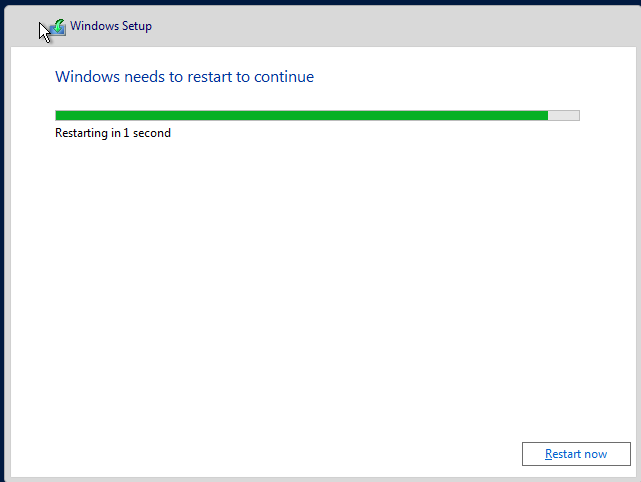 Windows Setup
Windows needs to restart to continue
Restarting in 1 second
Restart now